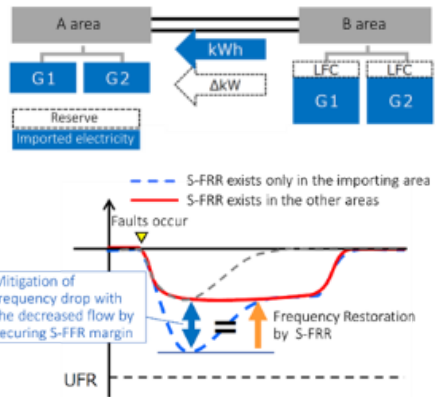 A area
B area
kWh
LFC
LFC
G1
G2
ΔkW
G1
G2
Reserve
Imported electricity
S-FRR exists only in the importing area
S-FRR exists in the other areas
Faults occur
Mitigation of
frequency drop with
the decreased flow by
securing S-FFR margin
=
Frequency Restoration
by S-FRR
UFR